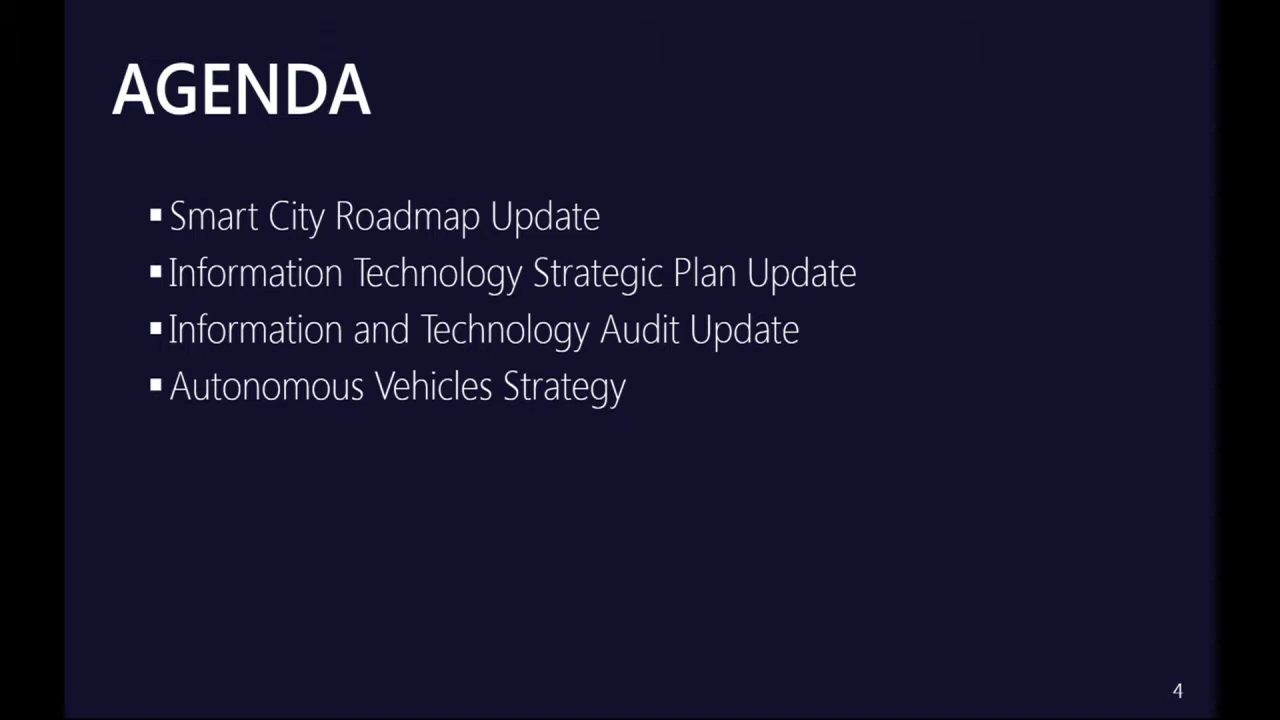 AGENDA
▪ Smart City Roadmap Update
▪ Information Technology Strategic Plan Update
▪ Information and Technology Audit Update
▪ Autonomous Vehicles Strategy
4